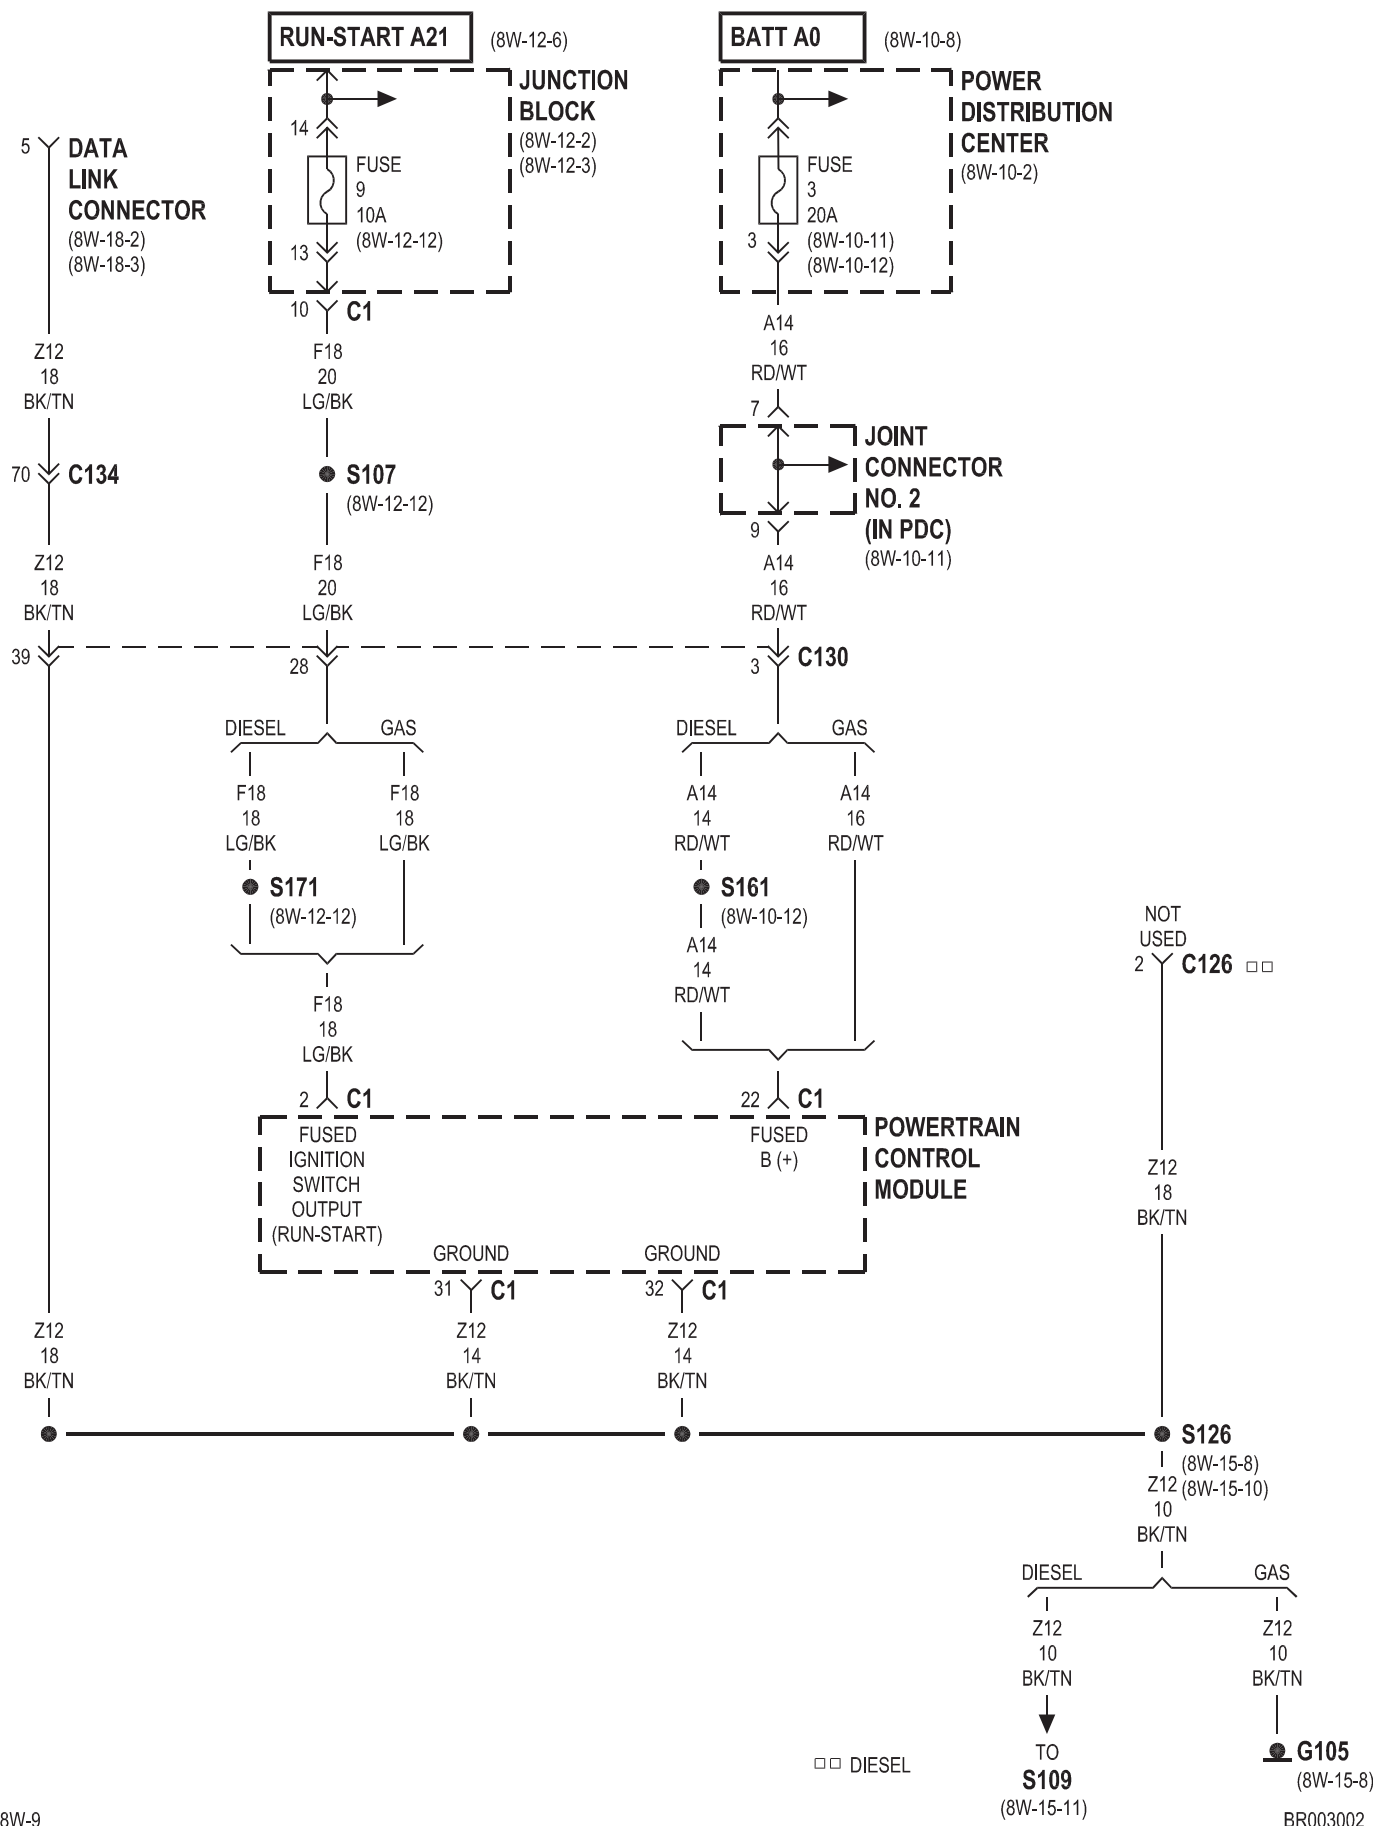 RUN-START A21
(8W-12-6)
BATT A0
(8W-10-8)
JUNCTION
BLOCK
(8W-12-2)
(8W-12-3)
POWER
DISTRIBUTION
CENTER
(8W-10-2)
14
FUSE
9
10A
(8W-12-12)
13
FUSE
3
20A
(8W-10-11)
(8W-10-12)
3
5
DATA
LINK
CONNECTOR
(8W-18-2)
(8W-18-3)
10
C1
Z12
18
BK/TN
F18
20
LG/BK
A14
16
RD/WT
7
JOINT
CONNECTOR
NO. 2
(IN PDC)
(8W-10-11)
70
C134
S107
(8W-12-12)
9
Z12
18
BK/TN
F18
20
LG/BK
A14
16
RD/WT
39
28
3
C130
DIESEL
GAS
DIESEL
GAS
F18
18
LG/BK
F18
18
LG/BK
A14
14
RD/WT
A14
16
RD/WT
S171
(8W-12-12)
S161
(8W-10-12)
A14
14
RD/WT
NOT
USED
2
C126
F18
18
LG/BK
2
C1
22
C1
FUSED
IGNITION
SWITCH
OUTPUT
(RUN-START)
FUSED
B (+)
POWERTRAIN
CONTROL
MODULE
Z12
18
BK/TN
GROUND
GROUND
31
C1
32
C1
Z12
18
BK/TN
Z12
14
BK/TN
Z12
14
BK/TN
S126
(8W-15-8)
(8W-15-10)
Z12
10
BK/TN
DIESEL
GAS
Z12
10
BK/TN
Z12
10
BK/TN
TO
S109
(8W-15-11)
G105
(8W-15-8)
DIESEL
8W-9
BR003002